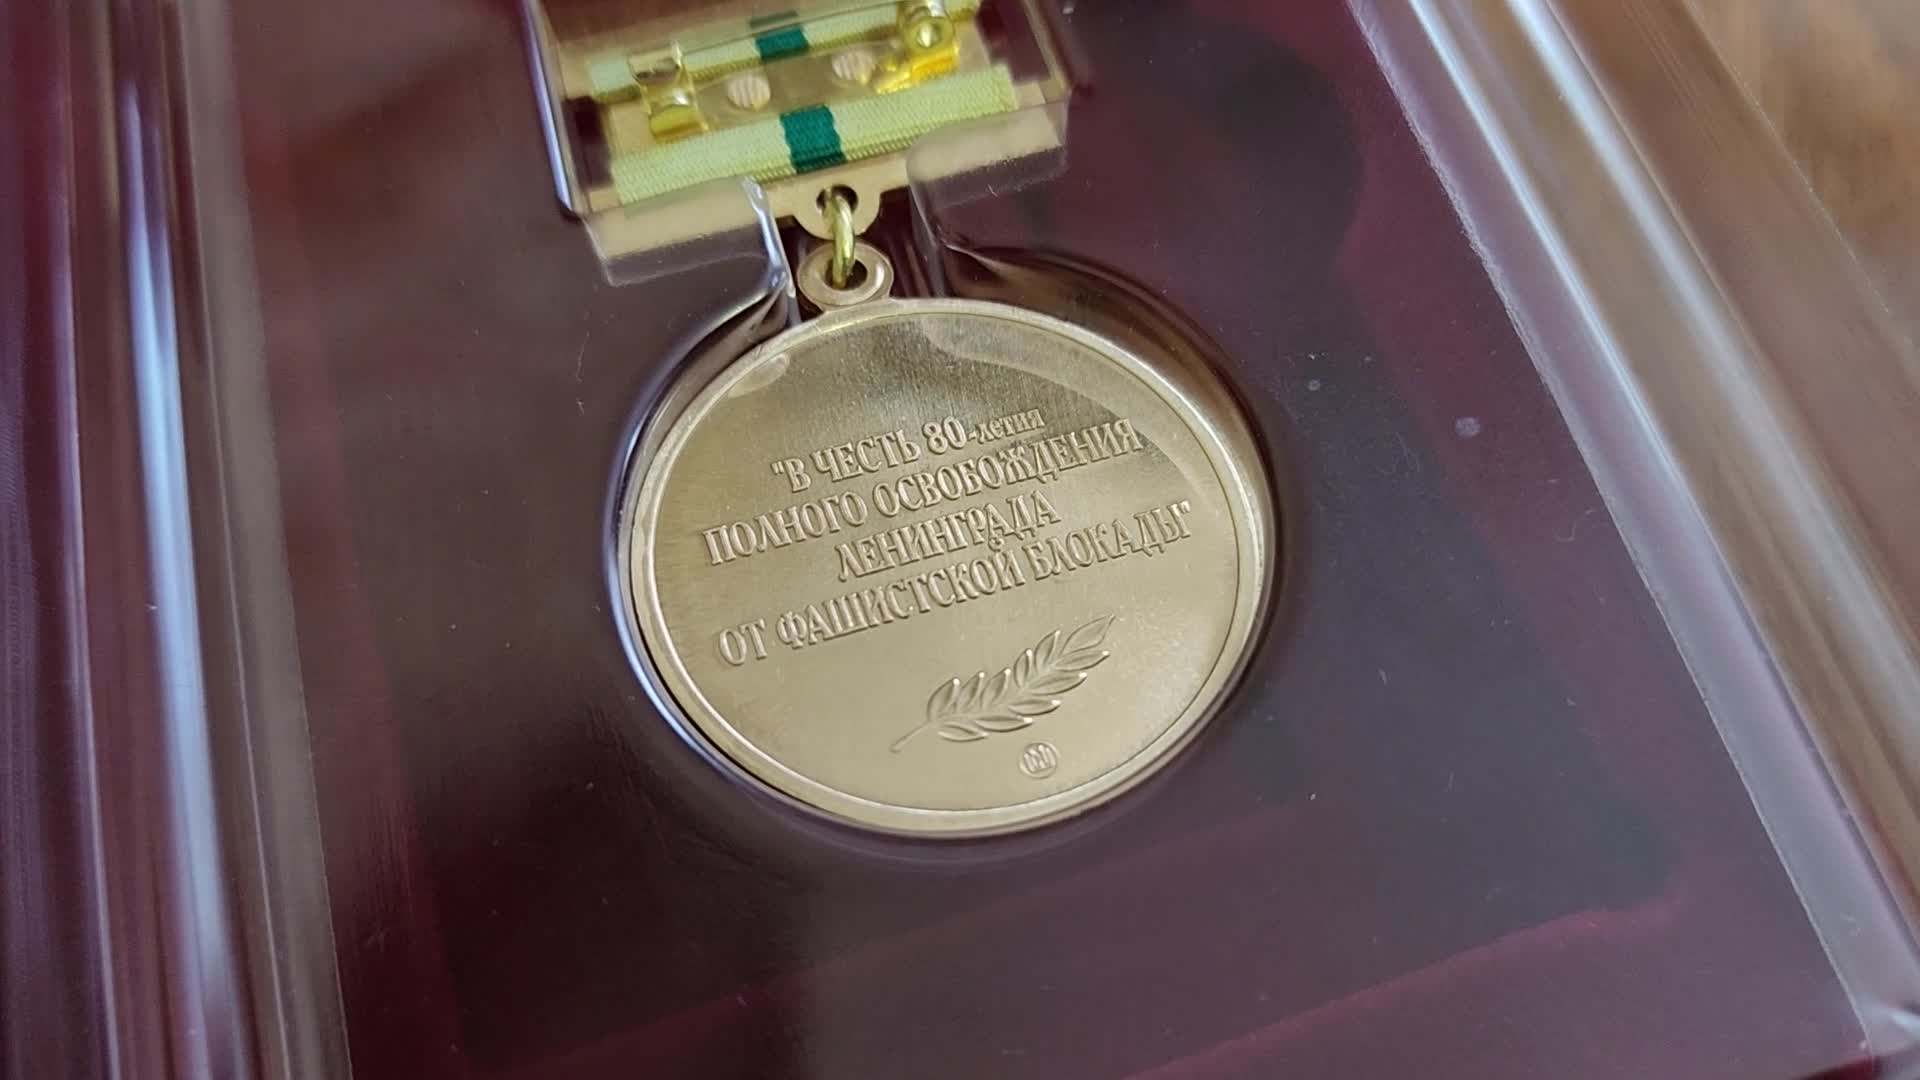 "В ЧЕСТЬ 80-летия
ПОЛНОГО ОСВОБОЖДЕНИЯ
ЛЕНИНГРАДА
ОТ ФАШИСТСКОЙ БЛОКАДЫ"